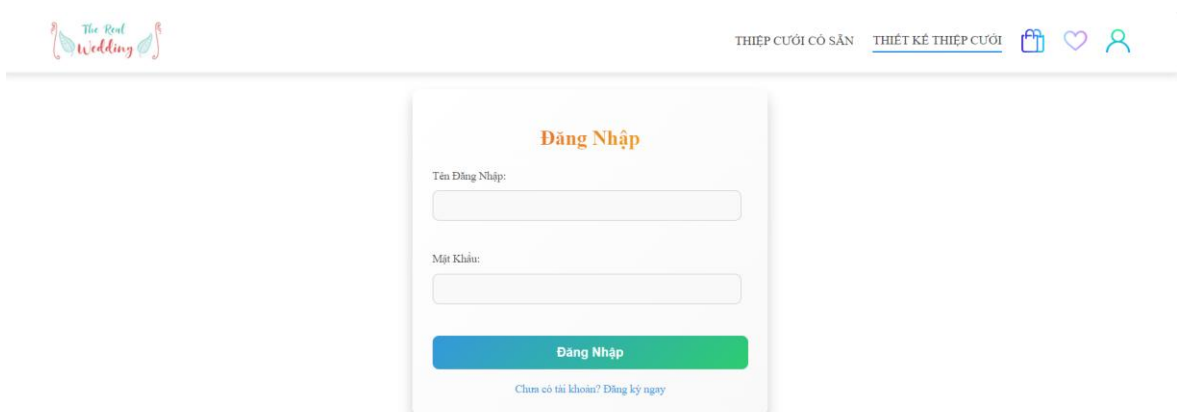 The Real
Wedding
THIỆP CƯỚI CÓ SẴN THIẾT KẾ THIỆP CƯỚI
Đăng Nhập
Tên Đăng Nhập:
Mật Khẩu:
Đăng Nhập
Chưa có tài khoản? Đăng ký ngay